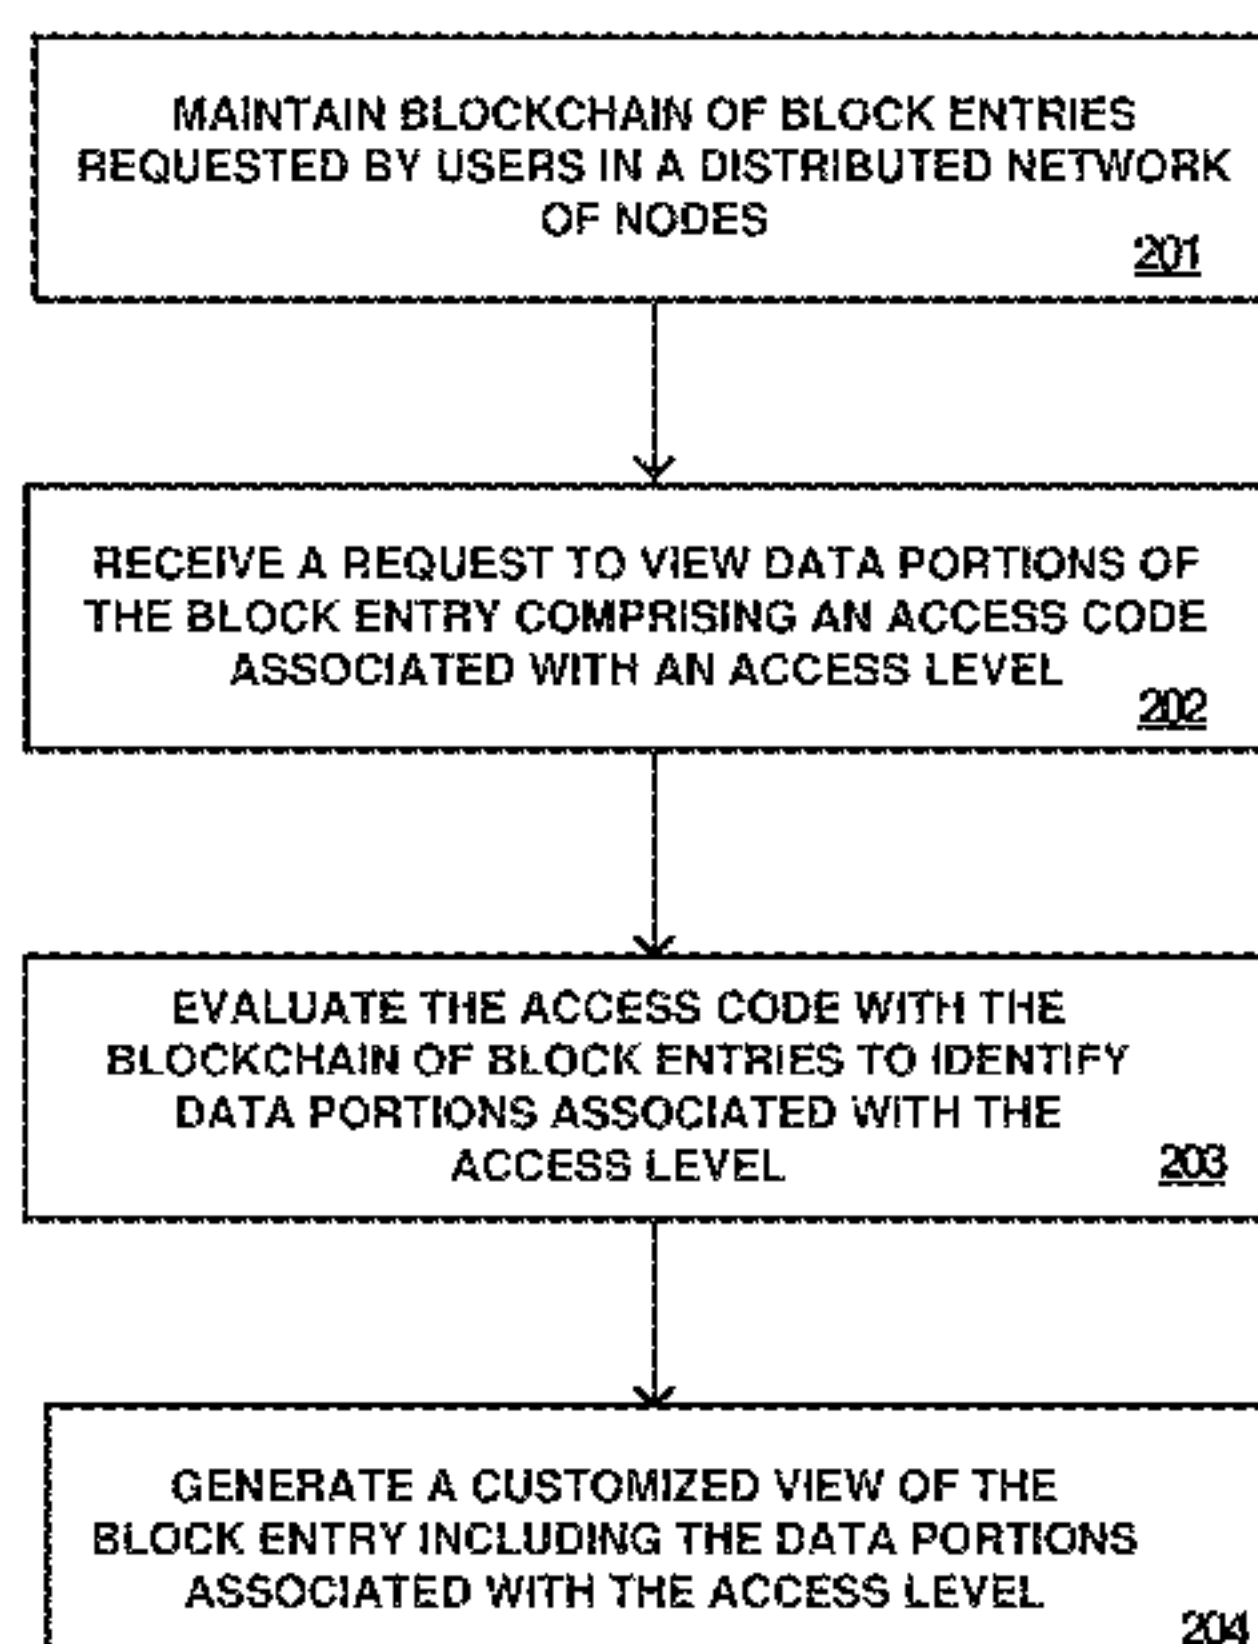 MAINTAIN BLOCKCHAIN OF BLOCK ENTRIES
REQUESTED BY USERS IN A DISTRIBUTED NETWORK
OF NODES
201
RECEIVE A REQUEST TO VIEW DATA PORTIONS OF
THE BLOCK ENTRY COMPRISING AN ACCESS CODE
ASSOCIATED WITH AN ACCESS LEVEL
202
EVALUATE THE ACCESS CODE WITH THE
BLOCKCHAIN OF BLOCK ENTRIES TO IDENTIFY
DATA PORTIONS ASSOCIATED WITH THE
ACCESS LEVEL
203
GENERATE A CUSTOMIZED VIEW OF THE
BLOCK ENTRY INCLUDING THE DATA PORTIONS
ASSOCIATED WITH THE ACCESS LEVEL
204